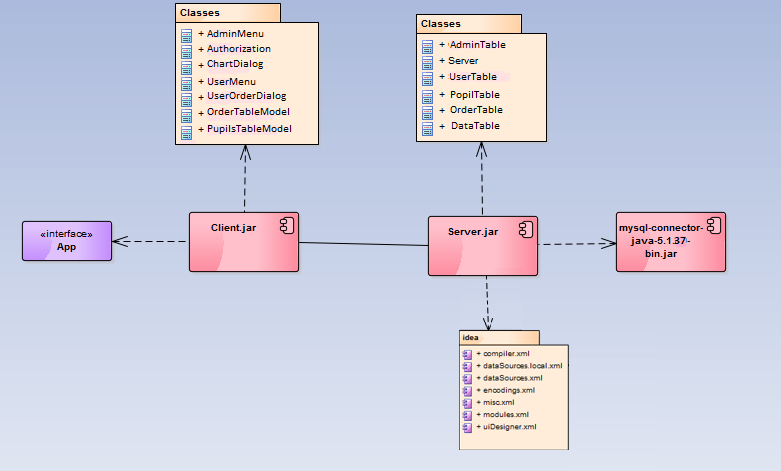 Classes
+ AdminMenu
+ Authorization
+ ChartDialog
+ UserMenu
+ UserOrderDialog
+ OrderTableModel
+ PupilsTableModel
Classes
+ AdminTable
+ Server
+ UserTable
+ PopilTable
+ OrderTable
+ DataTable
«interface»
App
Client.jar
Server.jar
mysql-connector-
java-5.1.37-
bin.jar
idea
+ compiler.xml
+ dataSources.local.xml
+ dataSources.xml
+ encodings.xml
+ misc.xml
+ modules.xml
+ uiDesigner.xml